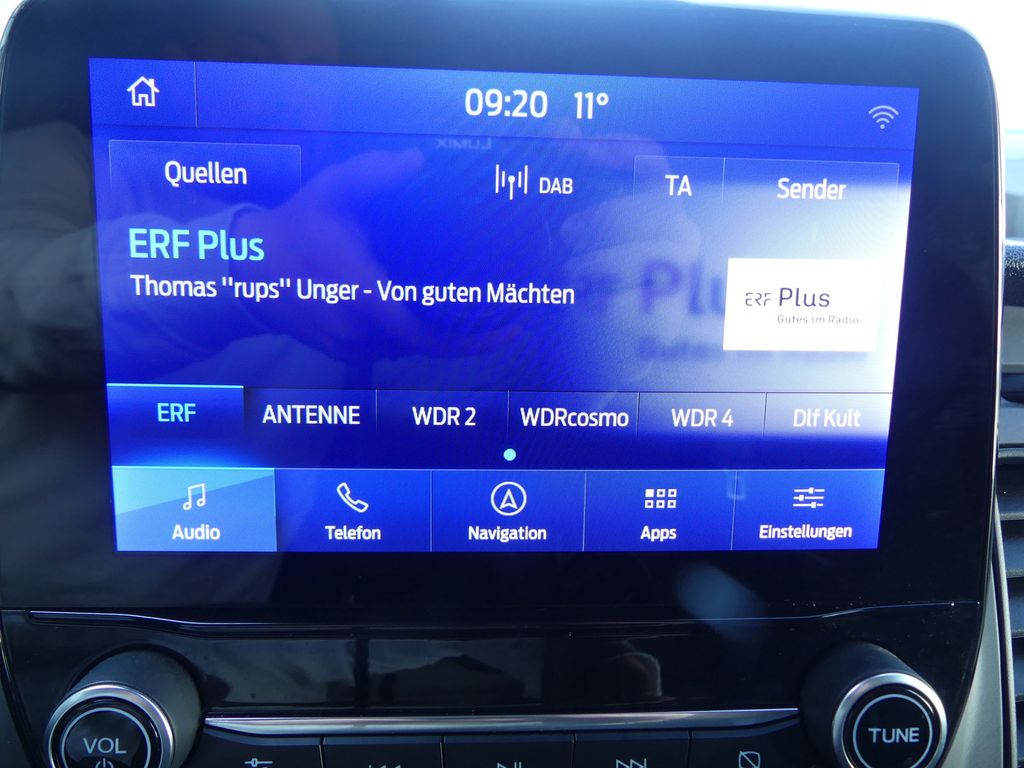 09:20 11°
LUMIX
Quellen DAB TA Sender
ERF Plus
Thomas "rups" Unger - Von guten Mächten
ERF Plus
Gutes im Radio
ERF ANTENNE WDR 2 WDRcosmo WDR 4 Dlf Kult
Audio Telefon Navigation Apps Einstellungen
VOL TUNE